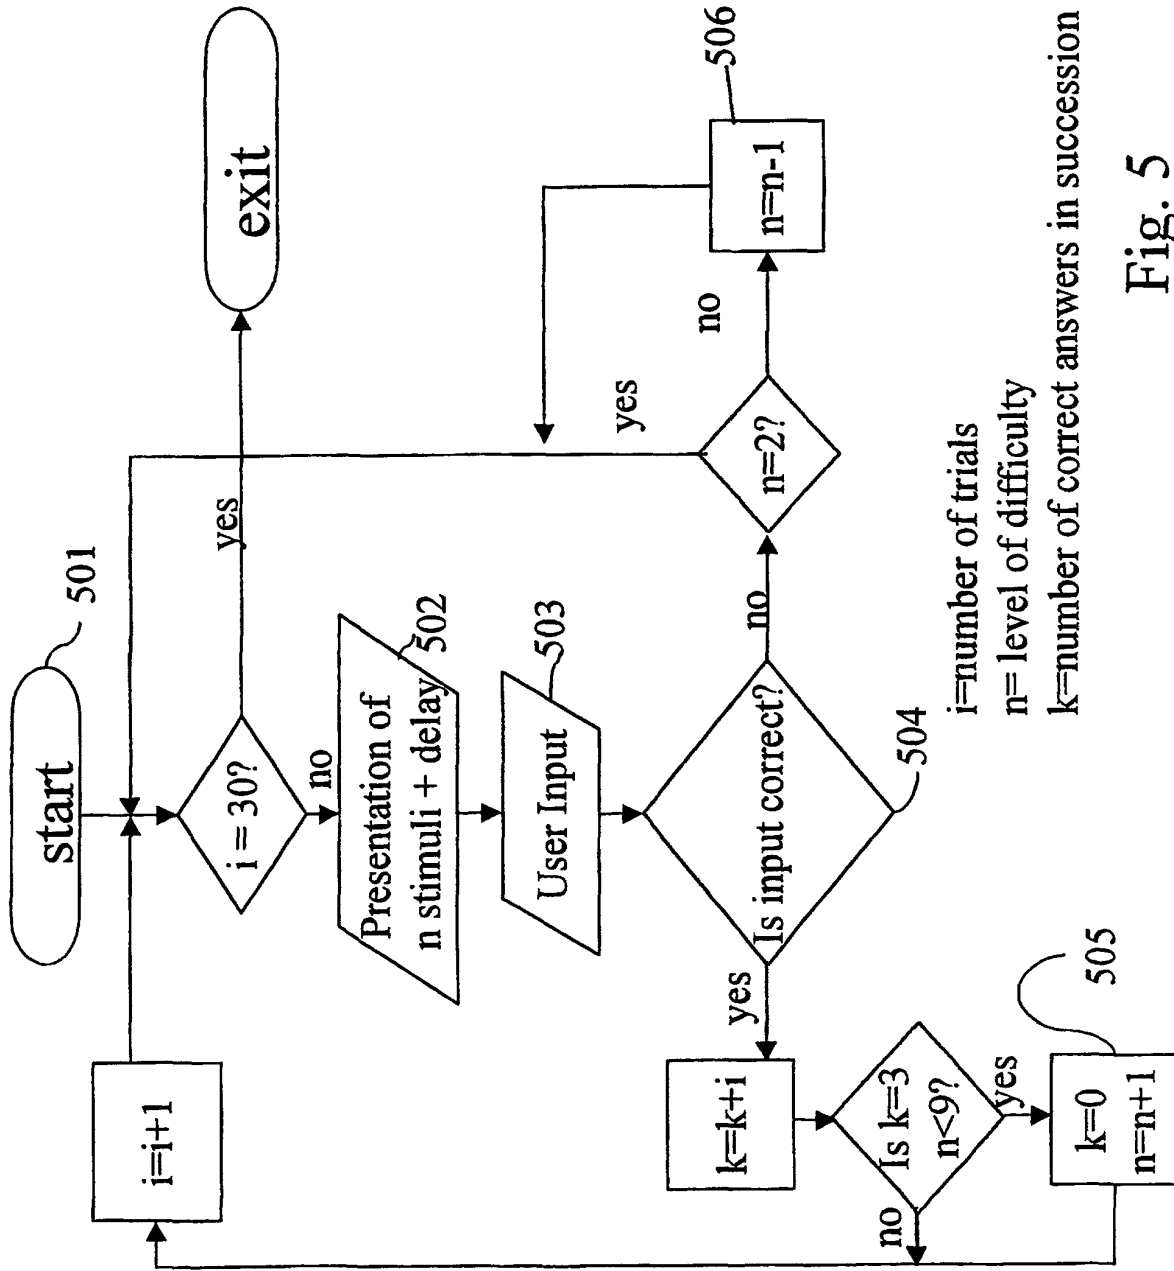 start
501
i=i+1
i = 30?
yes
exit
no
Presentation of
n stimuli + delay
502
User Input
503
Is input correct?
504
yes
no
k=k+i
n=2?
yes
no
n=n-1
506
Is k=3
n<9?
no
yes
k=0
n=n+1
505
i=number of trials
n= level of difficulty
k=number of correct answers in succession
Fig. 5